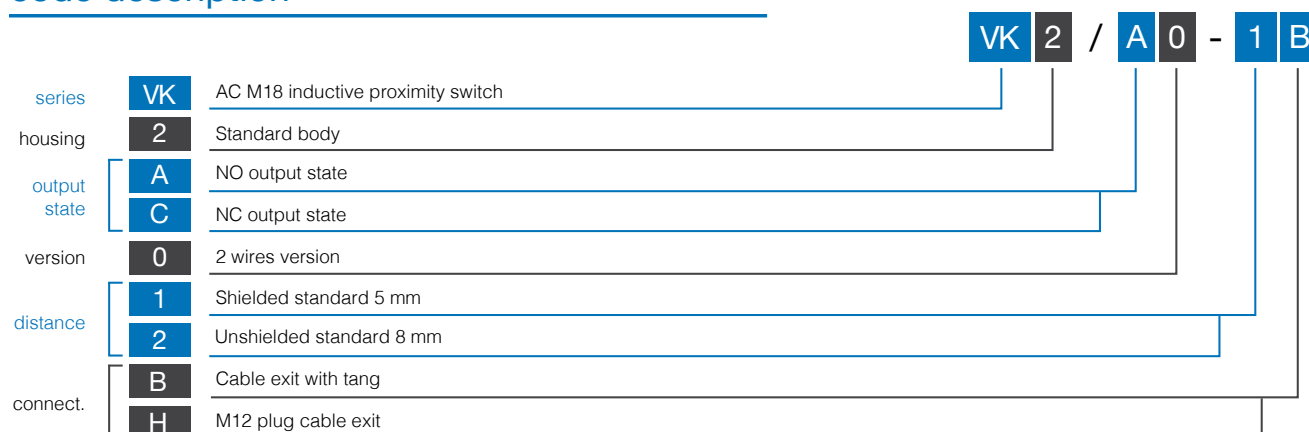 code description
VK 2 / A 0 - 1 B
series VK AC M18 inductive proximity switch
housing 2 Standard body
output state
A NO output state
C NC output state
version 0 2 wires version
distance
1 Shielded standard 5 mm
2 Unshielded standard 8 mm
connect.
B Cable exit with tang
H M12 plug cable exit